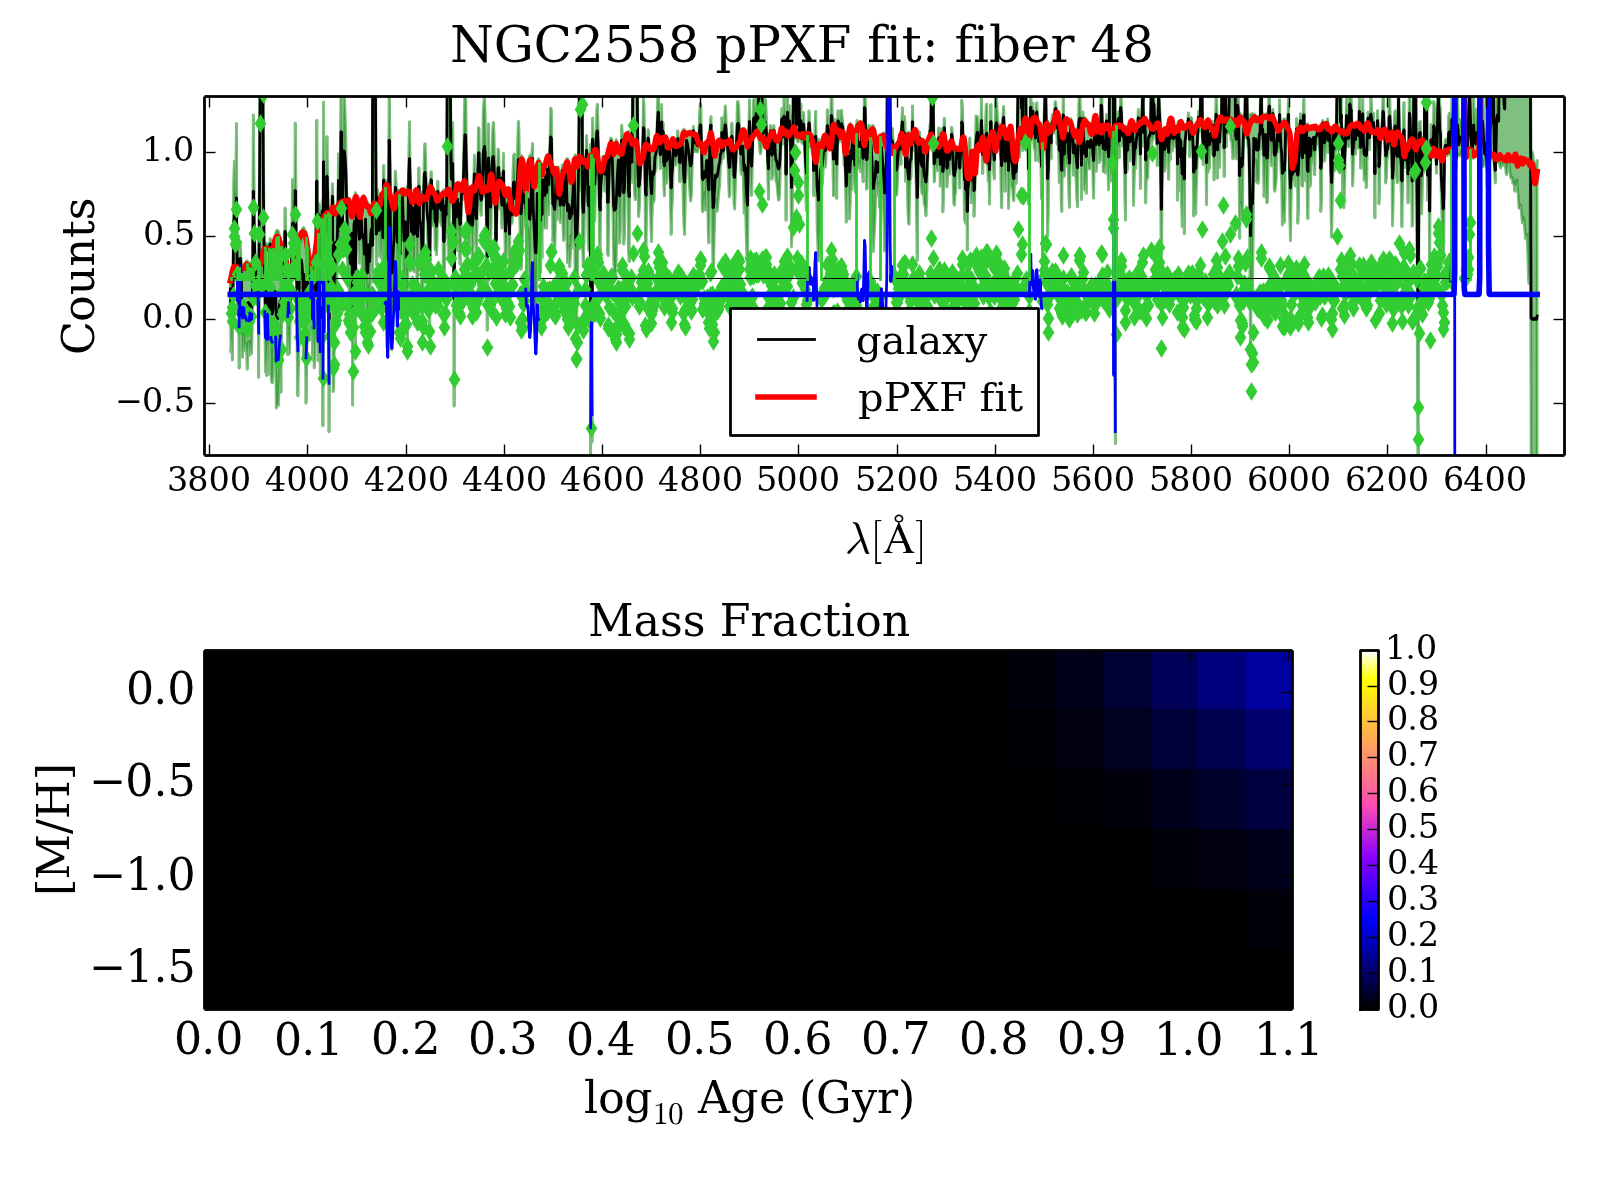 NGC2558 pPXF fit: fiber 48
Counts
1.0
0.5
0.0
−0.5
galaxy
pPXF fit
3800 4000 4200 4400 4600 4800 5000 5200 5400 5600 5800 6000 6200 6400
λ[Å]
Mass Fraction
[M/H]
0.0
−0.5
−1.0
−1.5
0.0 0.1 0.2 0.3 0.4 0.5 0.6 0.7 0.8 0.9 1.0 1.1
log₁₀ Age (Gyr)
1.0
0.9
0.8
0.7
0.6
0.5
0.4
0.3
0.2
0.1
0.0